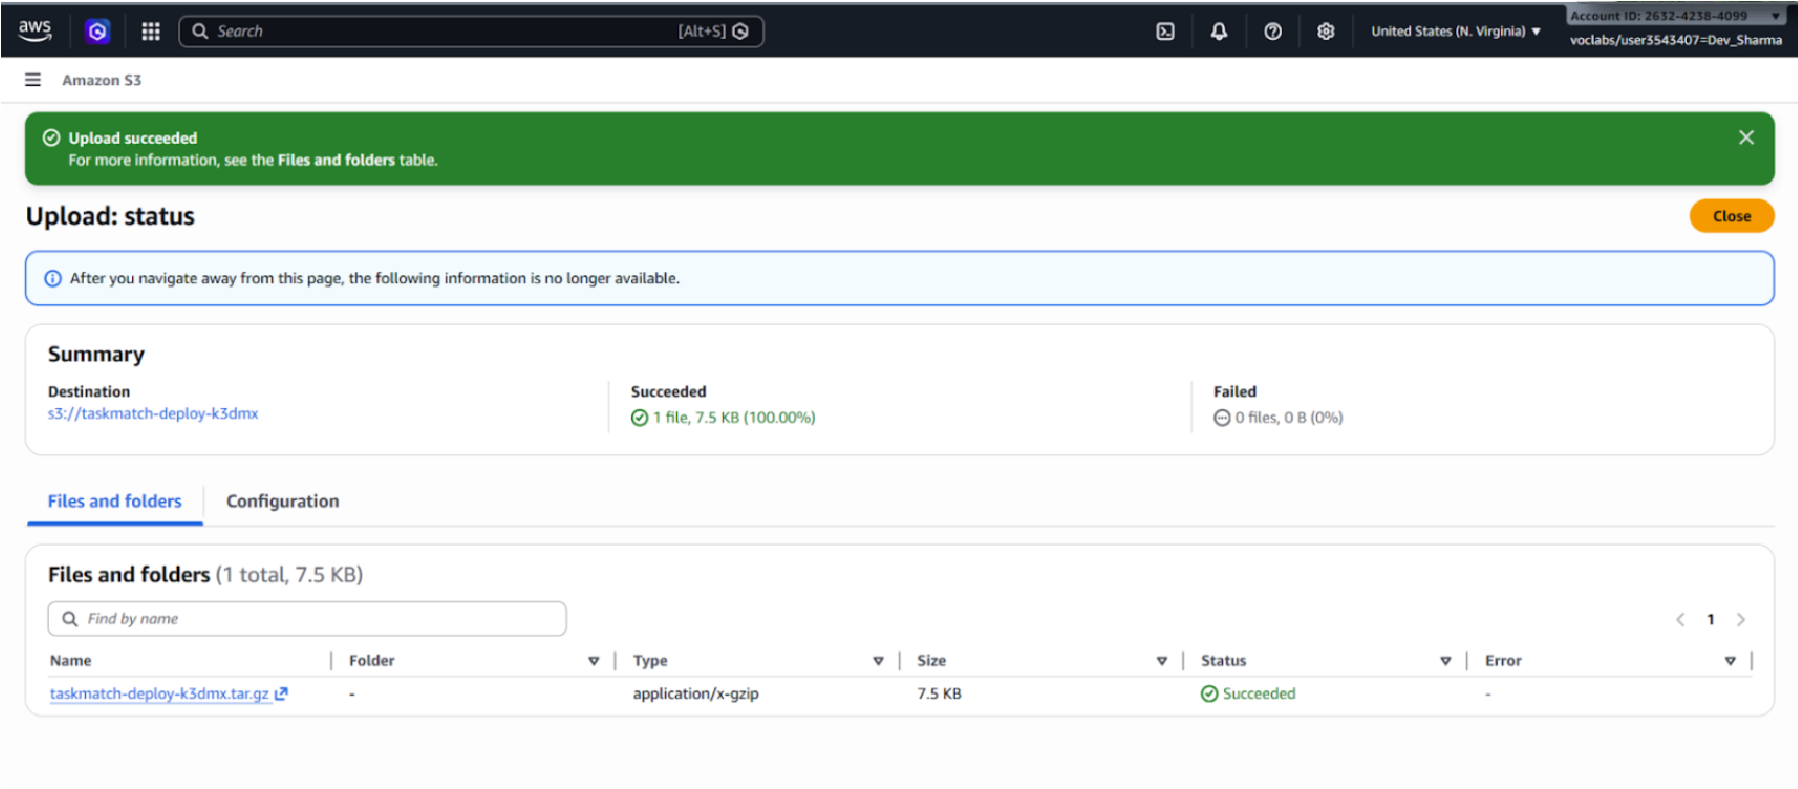 aws
Search [Alt+S]
United States (N. Virginia)
Account ID: 2632-4238-4099
voclabs/user3543407=Dev_Sharma
Amazon S3
Upload succeeded
For more information, see the Files and folders table.
Upload: status
Close
After you navigate away from this page, the following information is no longer available.
Summary
Destination
s3://taskmatch-deploy-k3dmx
Succeeded
1 file, 7.5 KB (100.00%)
Failed
0 files, 0 B (0%)
Files and folders
Configuration
Files and folders (1 total, 7.5 KB)
Find by name
1
Name Folder Type Size Status Error
taskmatch-deploy-k3dmx.tar.gz - application/x-gzip 7.5 KB Succeeded -